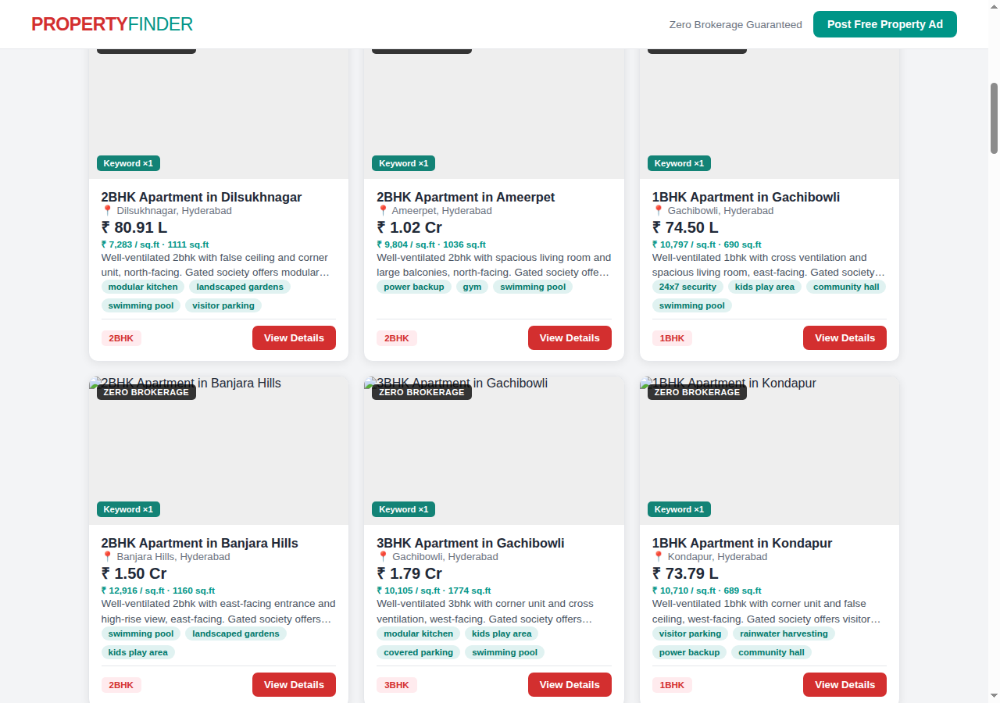 PROPERTYFINDER
Zero Brokerage Guaranteed
Post Free Property Ad
Keyword ×1
Keyword ×1
Keyword ×1
2BHK Apartment in Dilsukhnagar
📍 Dilsukhnagar, Hyderabad
₹ 80.91 L
₹ 7,283 / sq.ft · 1111 sq.ft
Well-ventilated 2bhk with false ceiling and corner
unit, north-facing. Gated society offers modular…
modular kitchen
landscaped gardens
swimming pool
visitor parking
2BHK
View Details
2BHK Apartment in Ameerpet
📍 Ameerpet, Hyderabad
₹ 1.02 Cr
₹ 9,804 / sq.ft · 1036 sq.ft
Well-ventilated 2bhk with spacious living room and
large balconies, north-facing. Gated society offe…
power backup
gym
swimming pool
2BHK
View Details
1BHK Apartment in Gachibowli
📍 Gachibowli, Hyderabad
₹ 74.50 L
₹ 10,797 / sq.ft · 690 sq.ft
Well-ventilated 1bhk with cross ventilation and
spacious living room, east-facing. Gated society…
24x7 security
kids play area
community hall
swimming pool
1BHK
View Details
2BHK Apartment in Banjara Hills
ZERO BROKERAGE
Keyword ×1
2BHK Apartment in Banjara Hills
📍 Banjara Hills, Hyderabad
₹ 1.50 Cr
₹ 12,916 / sq.ft · 1160 sq.ft
Well-ventilated 2bhk with east-facing entrance and
high-rise view, east-facing. Gated society offers…
swimming pool
landscaped gardens
kids play area
2BHK
View Details
3BHK Apartment in Gachibowli
ZERO BROKERAGE
Keyword ×1
3BHK Apartment in Gachibowli
📍 Gachibowli, Hyderabad
₹ 1.79 Cr
₹ 10,105 / sq.ft · 1774 sq.ft
Well-ventilated 3bhk with corner unit and cross
ventilation, west-facing. Gated society offers…
modular kitchen
kids play area
covered parking
swimming pool
3BHK
View Details
1BHK Apartment in Kondapur
ZERO BROKERAGE
Keyword ×1
1BHK Apartment in Kondapur
📍 Kondapur, Hyderabad
₹ 73.79 L
₹ 10,710 / sq.ft · 689 sq.ft
Well-ventilated 1bhk with corner unit and false
ceiling, west-facing. Gated society offers visitor…
visitor parking
rainwater harvesting
power backup
community hall
1BHK
View Details